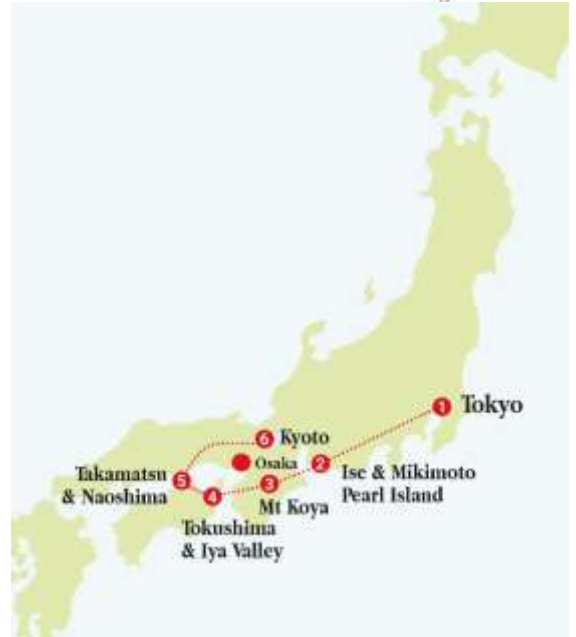 1 Tokyo
6 Kyoto
Osaka
2 Ise & Mikimoto
Pearl Island
3
Mt Koya
5 Takamatsu
& Naoshima
4
Tokushima
& Iya Valley